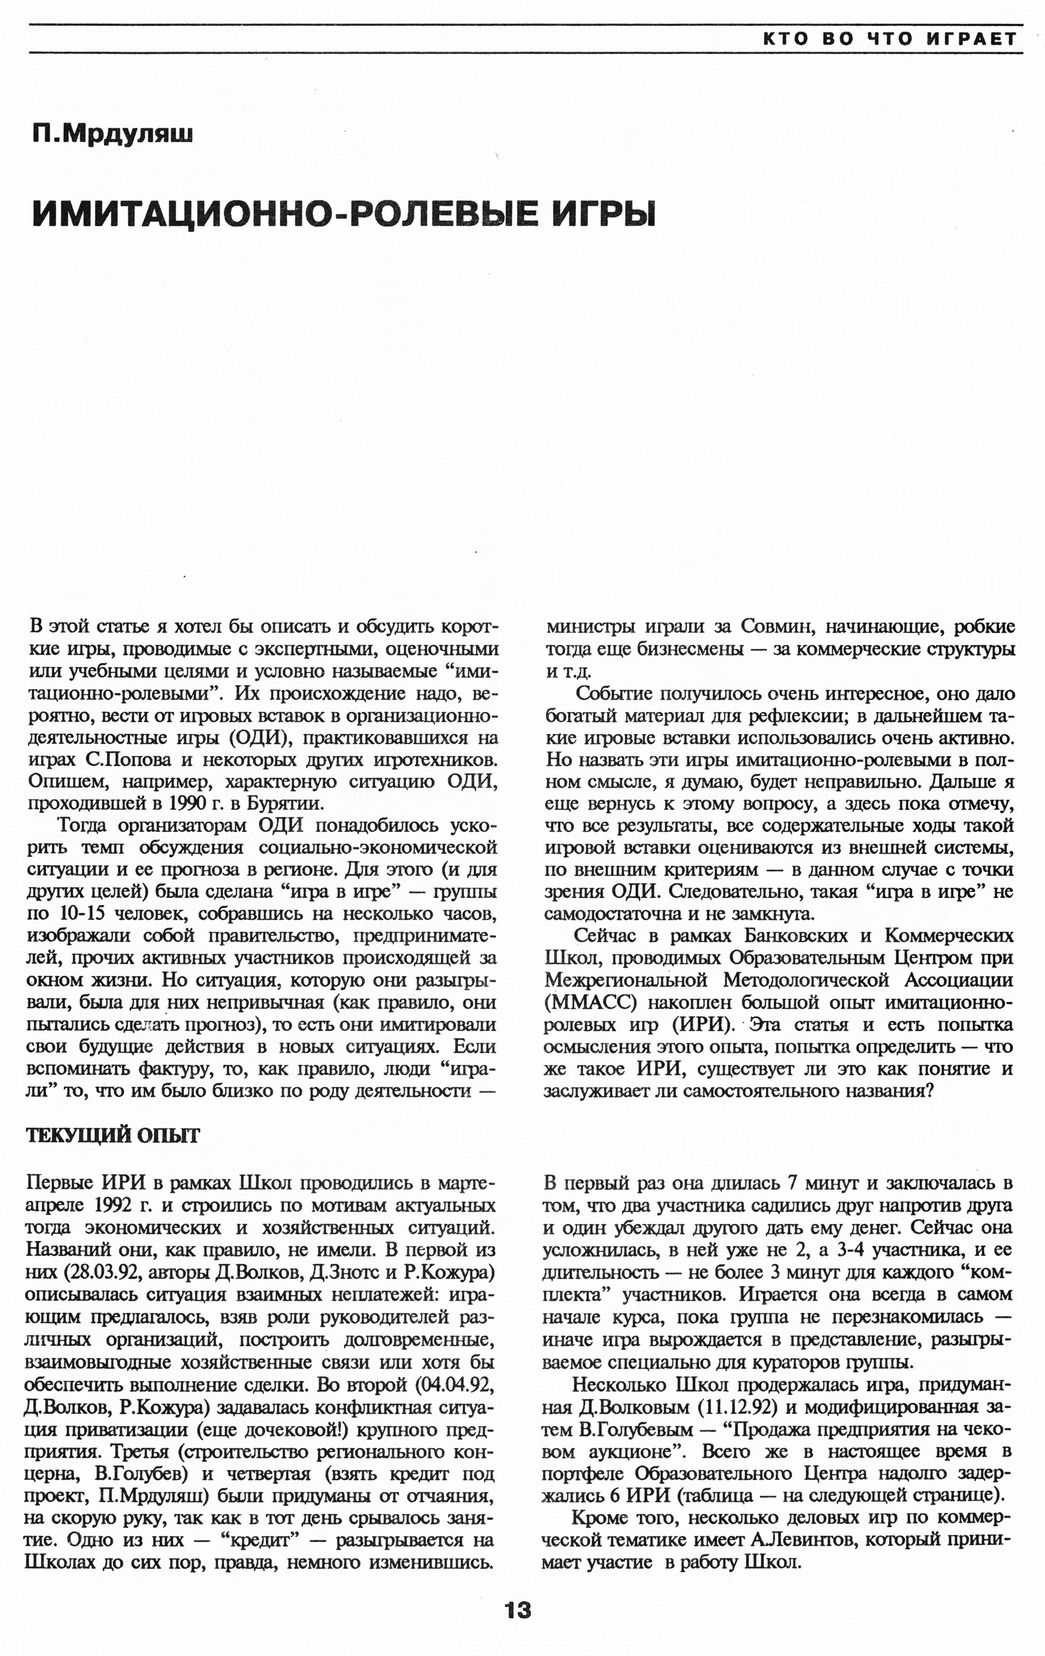 КТО ВО ЧТО ИГРАЕТ
П.Мрдуляш
ИМИТАЦИОННО-РОЛЕВЫЕ ИГРЫ
В этой статье я хотел бы описать и обсудить корот-
кие игры, проводимые с экспертными, оценочными
или учебными целями и условно называемые “ими-
тационно-ролевыми”. Их происхождение надо, ве-
роятно, вести от игровых вставок в организационно-
деятельностные игры (ОДИ), практиковавшихся на
играх С.Попова и некоторых других игротехников.
Опишем, например, характерную ситуацию ОДИ,
проходившей в 1990 г. в Бурятии.
Тогда организаторам ОДИ понадобилось уско-
рить темп обсуждения социально-экономической
ситуации и ее прогноза в регионе. Для этого (и для
других целей) была сделана “игра в игре” — группы
по 10-15 человек, собравшись на несколько часов,
изображали собой правительство, предпринимате-
лей, прочих активных участников происходящей за
окном жизни. Но ситуация, которую они разыгры-
вали, была для них непривычная (как правило, они
пытались сделать прогноз), то есть они имитировали
свои будущие действия в новых ситуациях. Если
вспоминать фактуру, то, как правило, люди “игра-
ли” то, что им было близко по роду деятельности —
министры играли за Совмин, начинающие, робкие
тогда еще бизнесмены — за коммерческие структуры
и т.д.
Событие получилось очень интересное, оно дало
богатый материал для рефлексии; в дальнейшем та-
кие игровые вставки использовались очень активно.
Но назвать эти игры имитационно-ролевыми в пол-
ном смысле, я думаю, будет неправильно. Дальше я
еще вернусь к этому вопросу, а здесь пока отмечу,
что все результаты, все содержательные ходы такой
игровой вставки оцениваются из внешней системы,
по внешним критериям — в данном случае с точки
зрения ОДИ. Следовательно, такая “игра в игре” не
самодостаточна и не замкнута.
Сейчас в рамках Банковских и Коммерческих
Школ, проводимых Образовательным Центром при
Межрегиональной Методологической Ассоциации
(ММАСС) накоплен большой опыт имитационно-
ролевых игр (ИРИ). Эта статья и есть попытка
осмысления этого опыта, попытка определить — что
же такое ИРИ, существует ли это как понятие и
заслуживает ли самостоятельного названия?
ТЕКУЩИЙ ОПЫТ
Первые ИРИ в рамках Школ проводились в марте-
апреле 1992 г. и строились по мотивам актуальных
тогда экономических и хозяйственных ситуаций.
Названий они, как правило, не имели. В первой из
них (28.03.92, авторы Д.Волков, Д.Знотс и Р.Кожура)
описывалась ситуация взаимных неплатежей: игра-
ющим предлагалось, взяв роли руководителей раз-
личных организаций, построить долговременные,
взаимовыгодные хозяйственные связи или хотя бы
обеспечить выполнение сделки. Во второй (04.04.92,
Д.Волков, Р.Кожура) задавалась конфликтная ситуа-
ция приватизации (еще дочековой!) крупного пред-
приятия. Третья (строительство регионального кон-
церна, В.Голубев) и четвертая (взять кредит под
проект, П.Мрдуляш) были придуманы от отчаяния,
на скорую руку, так как в тот день срывалось заня-
тие. Одно из них — “кредит” — разыгрывается на
Школах до сих пор, правда, немного изменившись.
В первый раз она длилась 7 минут и заключалась в
том, что два участника садились друг напротив друга
и один убеждал другого дать ему денег. Сейчас она
усложнилась, в ней уже не 2, а 3-4 участника, и ее
длительность — не более 3 минут для каждого “ком-
плекта” участников. Играется она всегда в самом
начале курса, пока группа не перезнакомилась —
иначе игра вырождается в представление, разыгры-
ваемое специально для кураторов группы.
Несколько Школ продержалась игра, придуман-
ная Д.Волковым (11.12.92) и модифицированная за-
тем В.Голубевым — “Продажа предприятия на чеко-
вом аукционе”. Всего же в настоящее время в
портфеле Образовательного Центра надолго задер-
жались 6 ИРИ (таблица — на следующей странице).
Кроме того, несколько деловых игр по коммер-
ческой тематике имеет А.Левинтов, который прини-
мает участие в работу Школ.
13